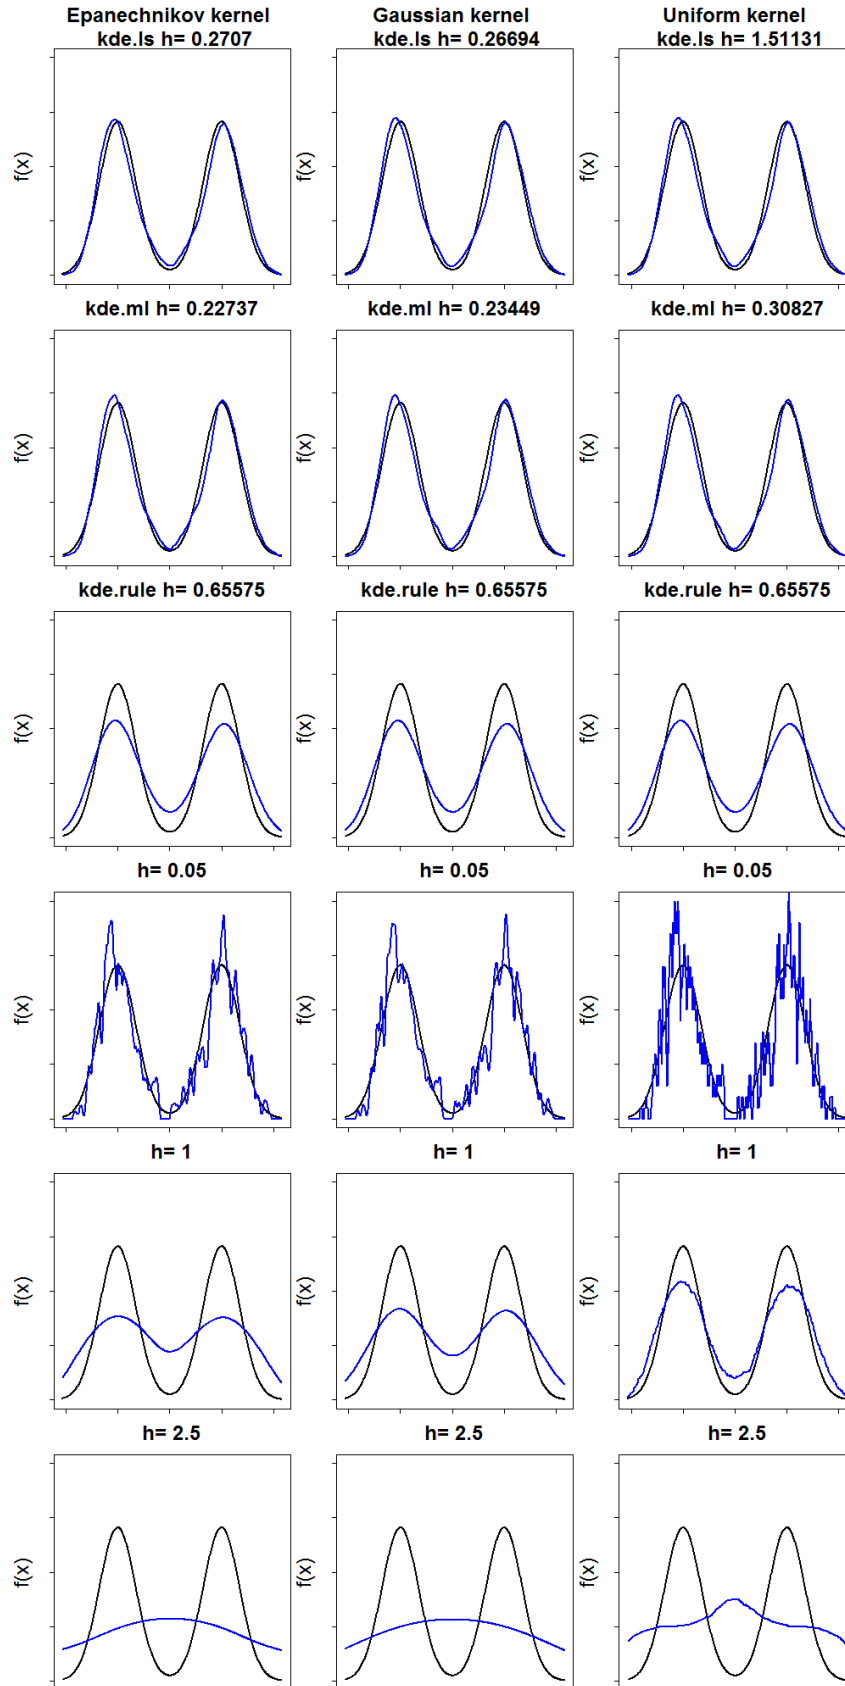 Epanechnikov kernel
kde.ls h= 0.2707
Gaussian kernel
kde.ls h= 0.26694
Uniform kernel
kde.ls h= 1.51131
f(x)
f(x)
f(x)
kde.ml h= 0.22737
kde.ml h= 0.23449
kde.ml h= 0.30827
f(x)
f(x)
f(x)
kde.rule h= 0.65575
kde.rule h= 0.65575
kde.rule h= 0.65575
f(x)
f(x)
f(x)
h= 0.05
h= 0.05
h= 0.05
f(x)
f(x)
f(x)
h= 1
h= 1
h= 1
f(x)
f(x)
f(x)
h= 2.5
h= 2.5
h= 2.5
f(x)
f(x)
f(x)